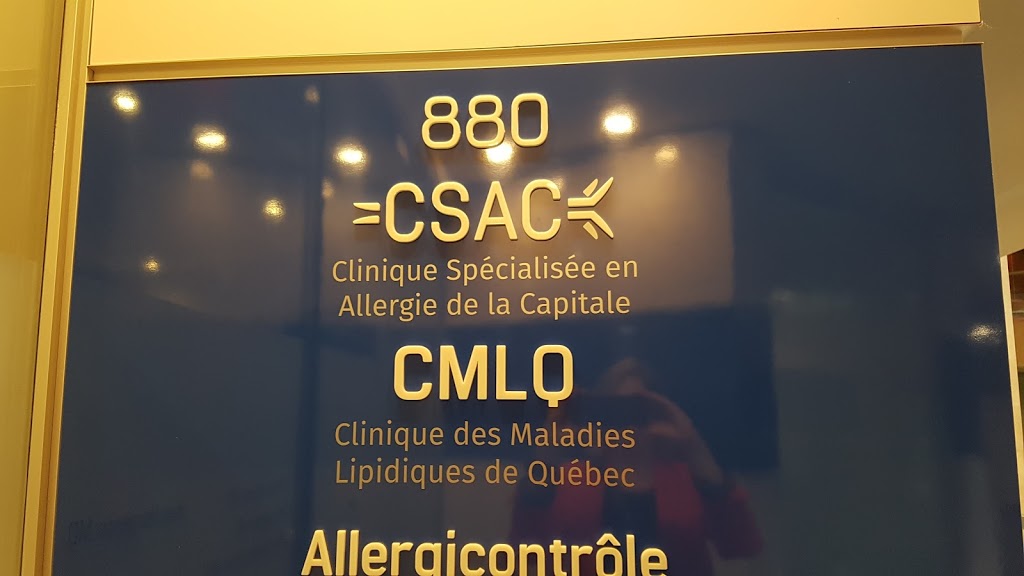 880
CSAC
Clinique Spécialisée en
Allergie de la Capitale
CMLQ
Clinique des Maladies
Lipidiques de Québec
Allergicontrôle